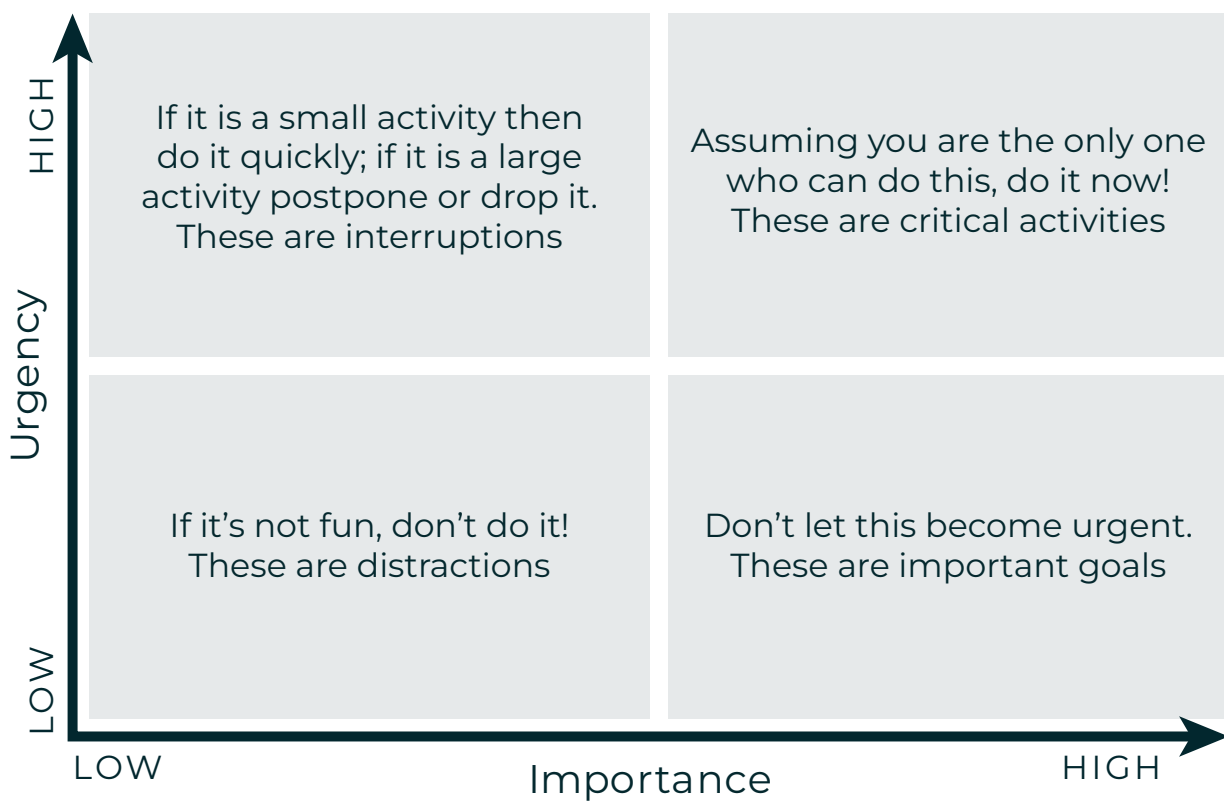 HIGH
If it is a small activity then
do it quickly; if it is a large
activity postpone or drop it.
These are interruptions
Assuming you are the only one
who can do this, do it now!
These are critical activities
Urgency
If it’s not fun, don’t do it!
These are distractions
Don’t let this become urgent.
These are important goals
LOW
LOW
Importance
HIGH